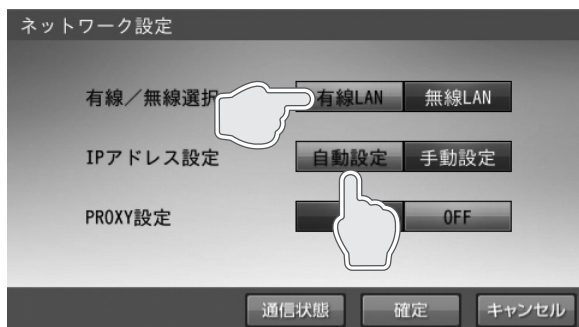 ネットワーク設定
有線／無線選択 有線LAN 無線LAN
IPアドレス設定 自動設定 手動設定
PROXY設定 OFF
通信状態 確定 キャンセル